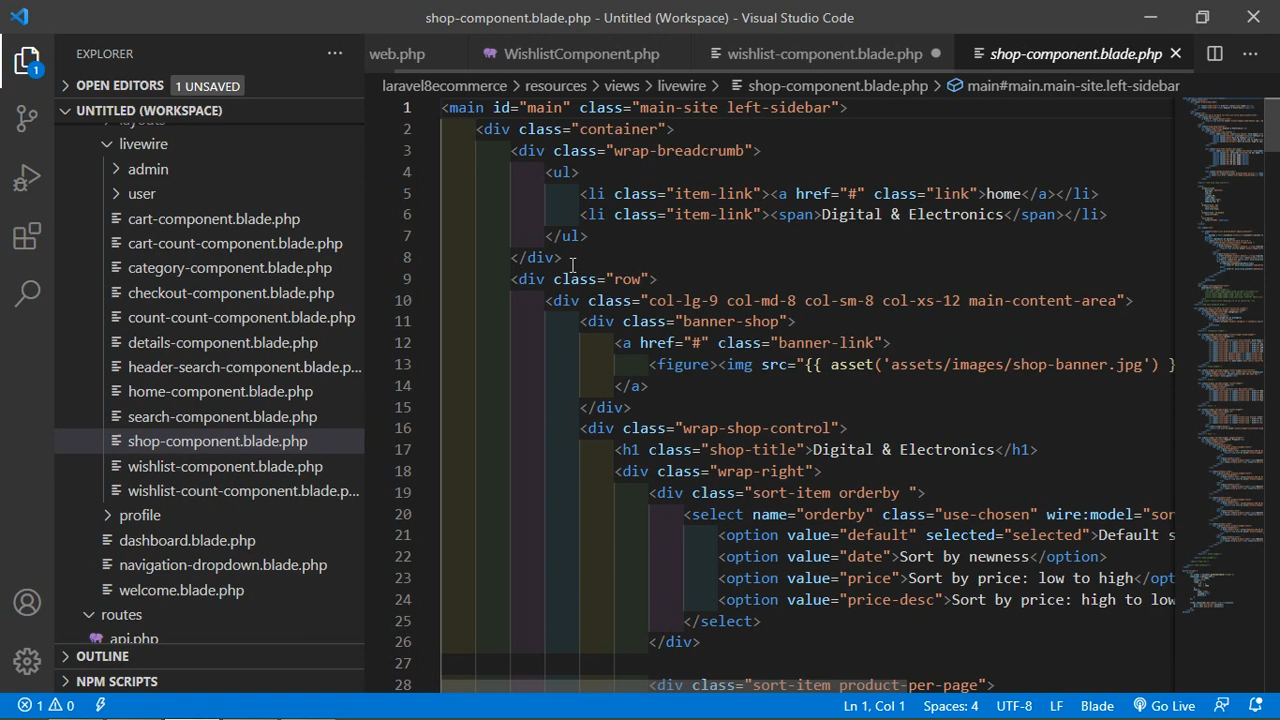 shop-component.blade.php - Untitled (Workspace) - Visual Studio Code
EXPLORER
web.php
WishlistComponent.php
wishlist-component.blade.php
shop-component.blade.php
1
OPEN EDITORS 1 UNSAVED
laravel8ecommerce > resources > views > livewire > shop-component.blade.php > main#main.main-site.left-sidebar
UNTITLED (WORKSPACE)
livewire
admin
user
cart-component.blade.php
cart-count-component.blade.php
category-component.blade.php
checkout-component.blade.php
count-count-component.blade.php
details-component.blade.php
header-search-component.blade.p...
home-component.blade.php
search-component.blade.php
shop-component.blade.php
wishlist-component.blade.php
wishlist-count-component.blade.p...
profile
dashboard.blade.php
navigation-dropdown.blade.php
welcome.blade.php
routes
api.php
OUTLINE
NPM SCRIPTS
1 <main id="main" class="main-site left-sidebar">
2 <div class="container">
3 <div class="wrap-breadcrumb">
4 <ul>
5 <li class="item-link"><a href="#" class="link">home</a></li>
6 <li class="item-link"><span>Digital & Electronics</span></li>
7 </ul>
8 </div>
9 <div class="row">
10 <div class="col-lg-9 col-md-8 col-sm-8 col-xs-12 main-content-area">
11 <div class="banner-shop">
12 <a href="#" class="banner-link">
13 <figure><img src="{{ asset('assets/images/shop-banner.jpg') }
14 </a>
15 </div>
16 <div class="wrap-shop-control">
17 <h1 class="shop-title">Digital & Electronics</h1>
18 <div class="wrap-right">
19 <div class="sort-item orderby ">
20 <select name="orderby" class="use-chosen" wire:model="sor
21 <option value="default" selected="selected">Default s
22 <option value="date">Sort by newness</option>
23 <option value="price">Sort by price: low to high</opt
24 <option value="price-desc">Sort by price: high to low
25 </select>
26 </div>
27
28 <div class="sort-item product-per-page">
1 0
Ln 1, Col 1 Spaces: 4 UTF-8 LF Blade Go Live